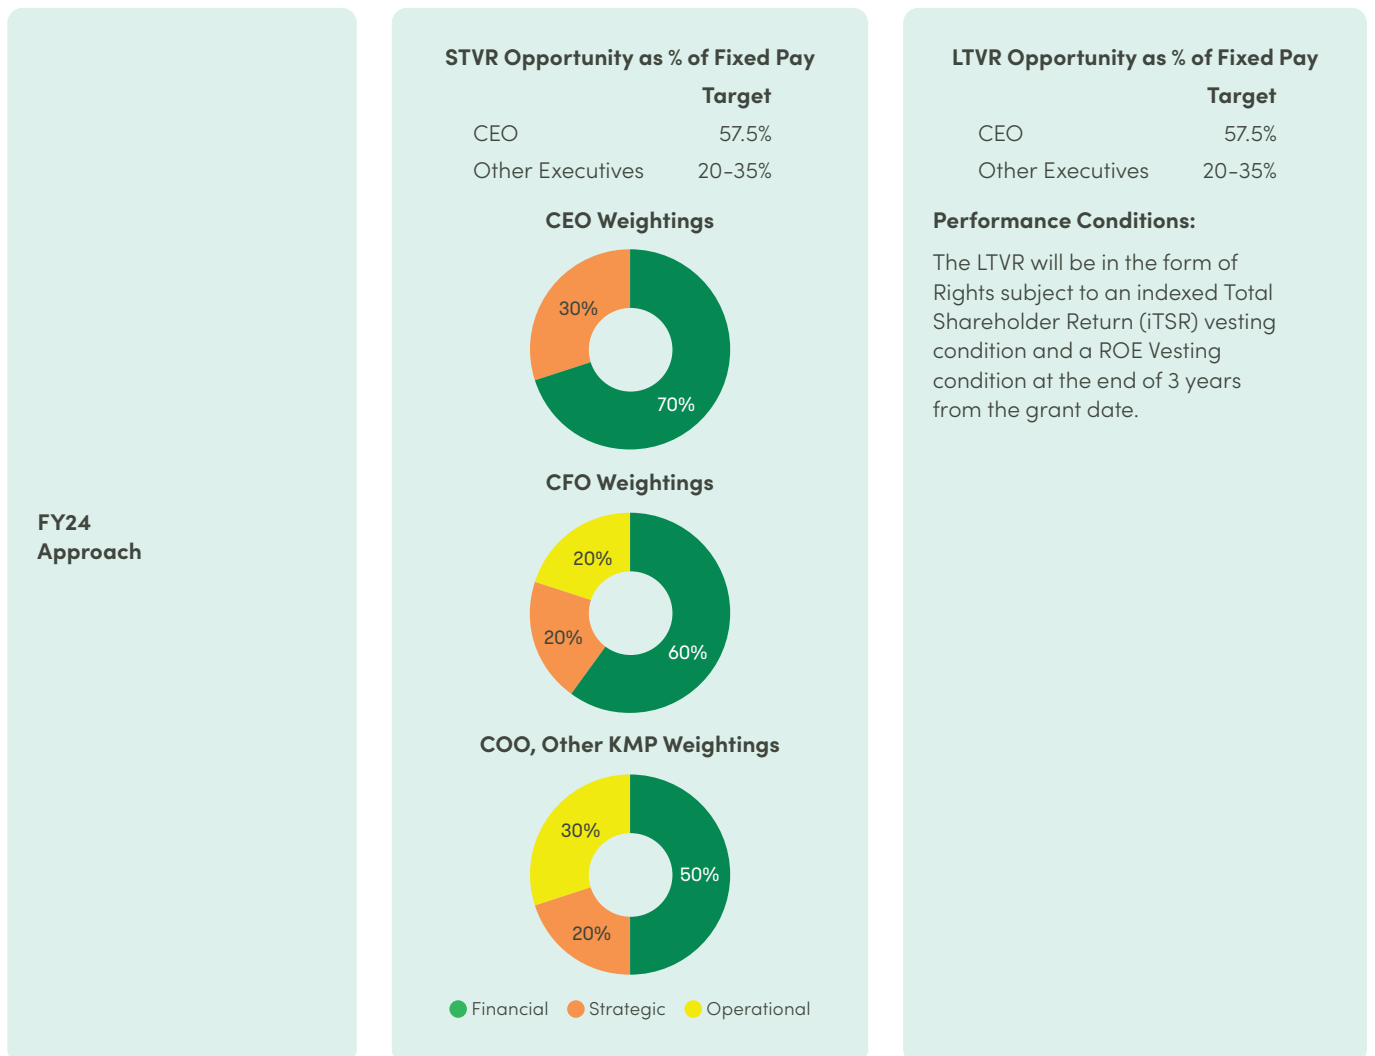 FY24
Approach
STVR Opportunity as % of Fixed Pay
Target
CEO 57.5%
Other Executives 20-35%
CEO Weightings
30%
70%
CFO Weightings
20%
20%
60%
COO, Other KMP Weightings
30%
50%
20%
Financial Strategic Operational
LTVR Opportunity as % of Fixed Pay
Target
CEO 57.5%
Other Executives 20-35%
Performance Conditions:
The LTVR will be in the form of
Rights subject to an indexed Total
Shareholder Return (iTSR) vesting
condition and a ROE Vesting
condition at the end of 3 years
from the grant date.